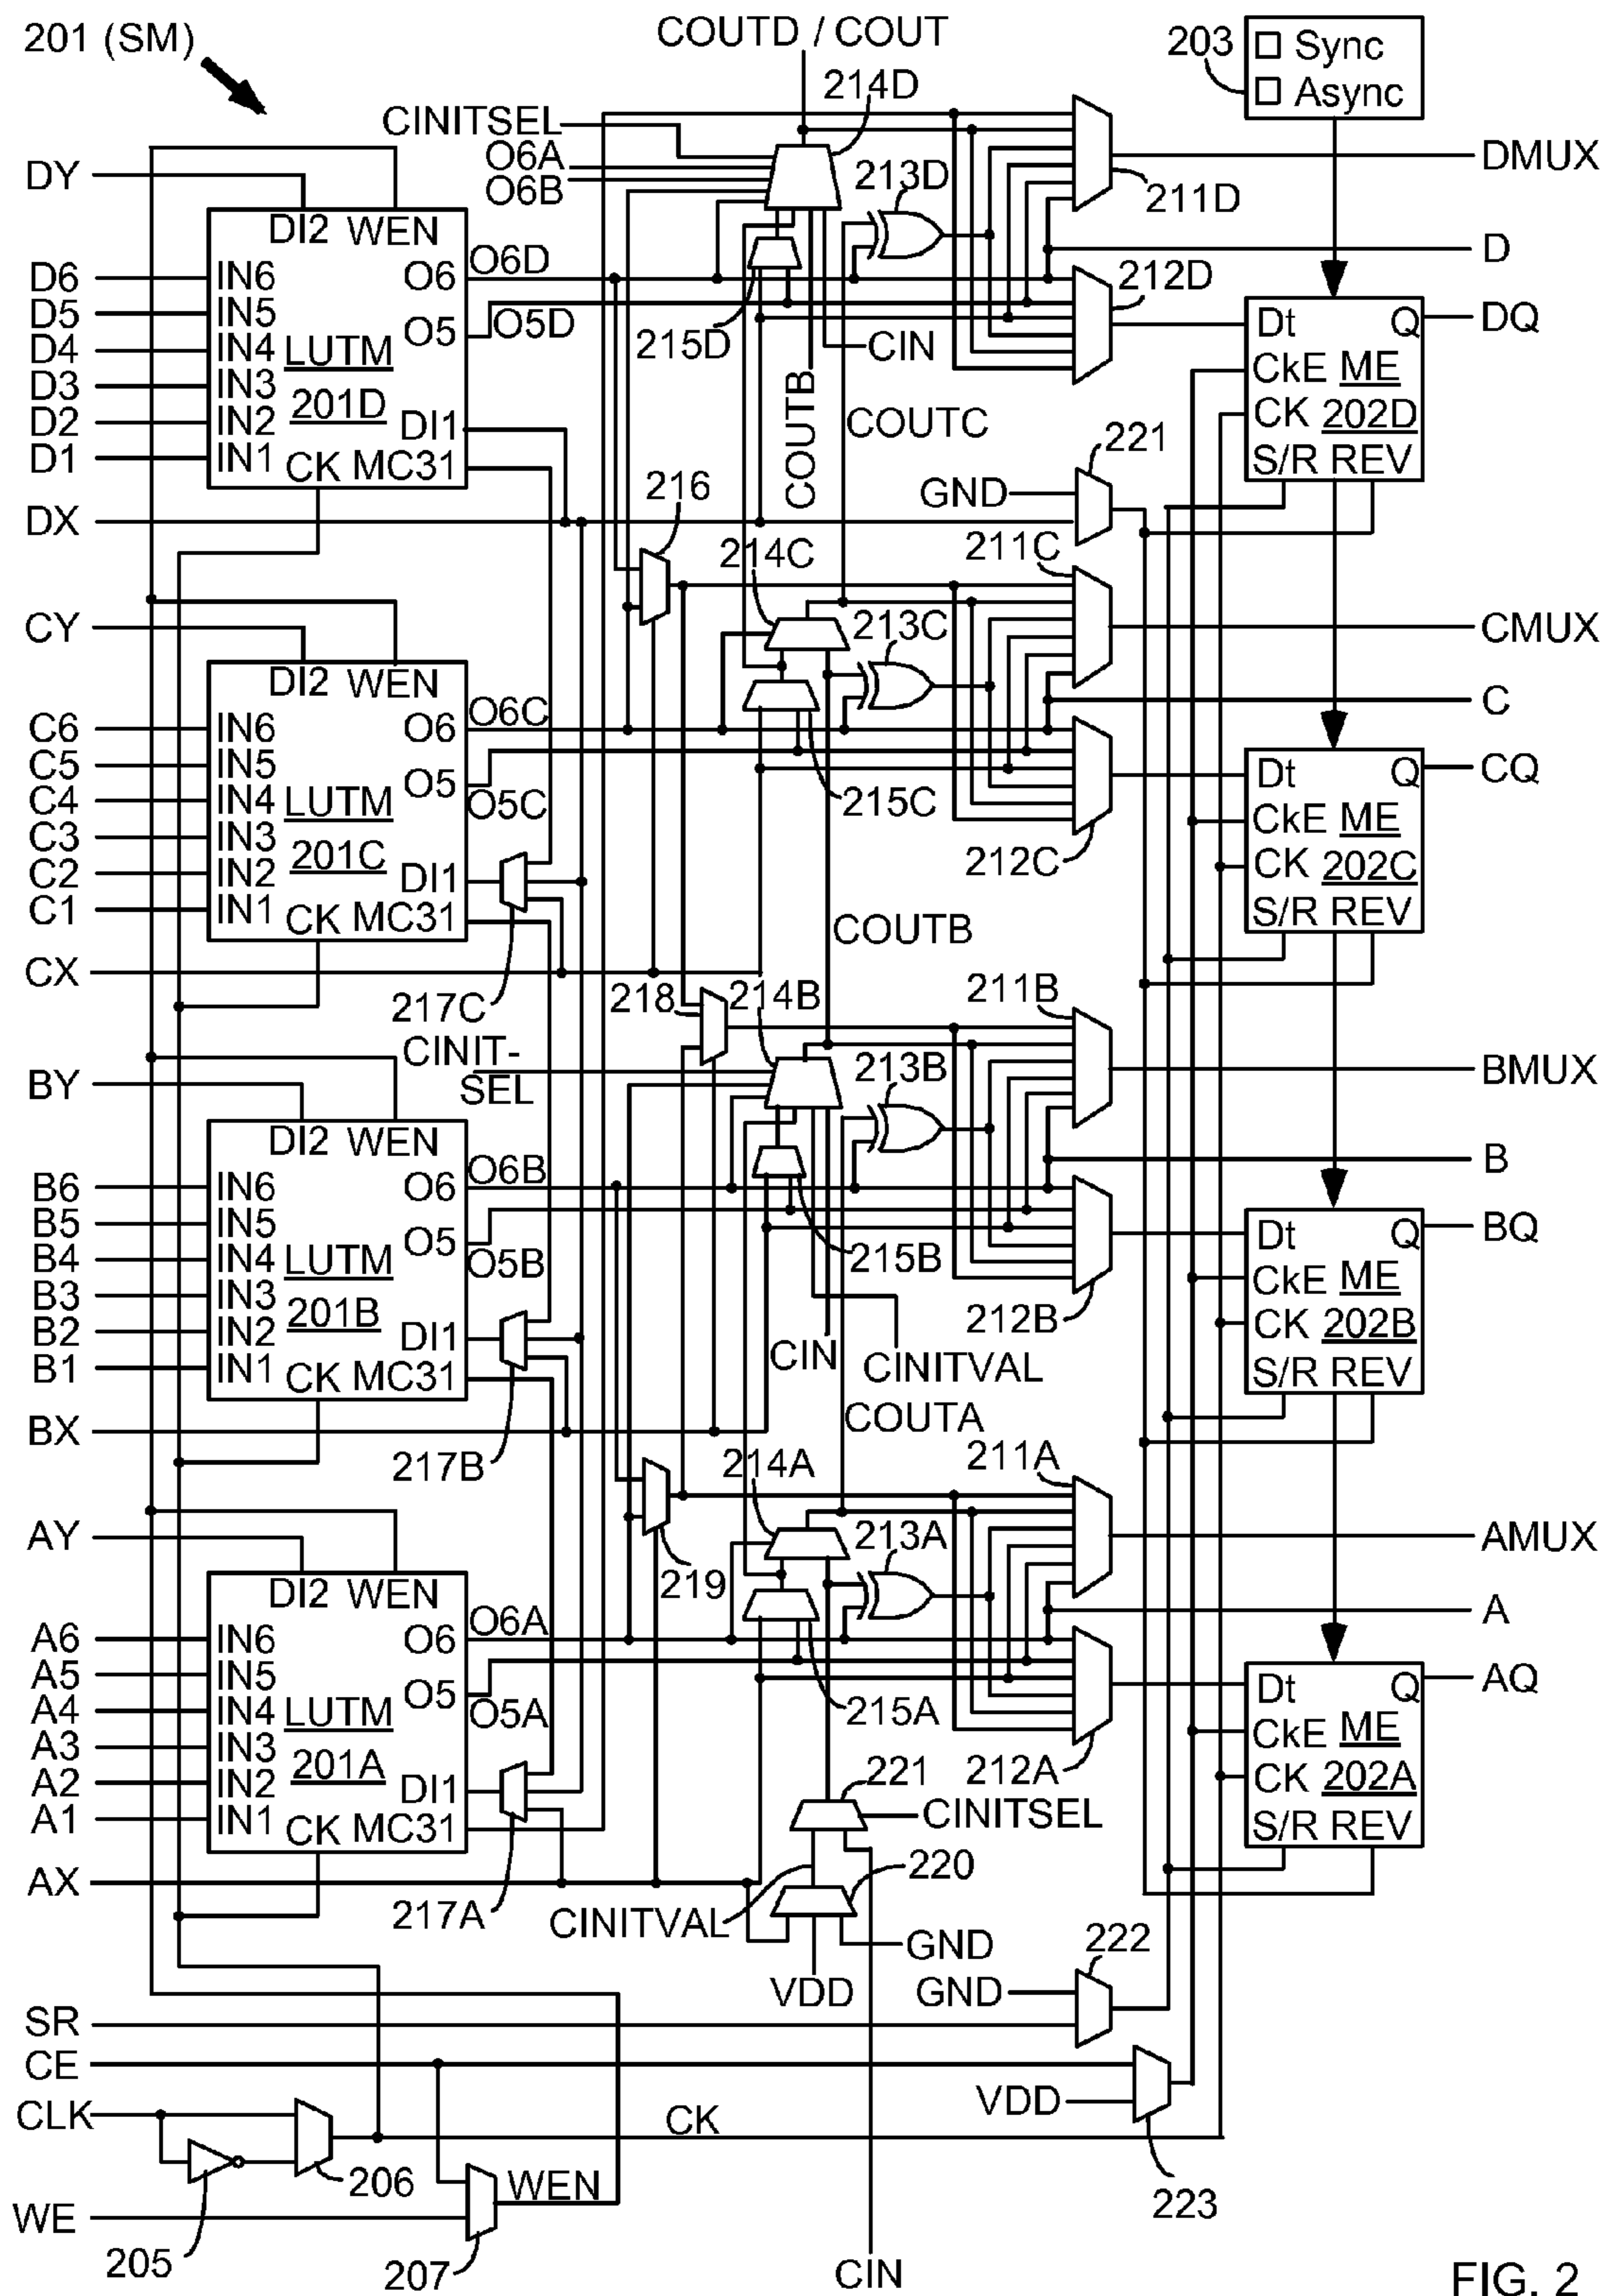 201 (SM)
COUTD / COUT
203
Sync
Async
214D
CINITSEL
O6A
O6B
213D
211D
DMUX
DY
DI2 WEN
D6
D5
D4
D3
D2
D1
IN6
IN5
IN4
IN3
IN2
IN1
LUTM
201D
O6
O5
DI1
CK MC31
O6D
O5D
215D
CIN
COUTB
COUTC
212D
D
Dt
Q
DQ
CkE ME
CK 202D
S/R REV
DX
216
GND
221
214C
211C
213C
CMUX
CY
DI2 WEN
C6
C5
C4
C3
C2
C1
IN6
IN5
IN4
IN3
IN2
IN1
LUTM
201C
O6
O5
DI1
CK MC31
O6C
O5C
215C
212C
C
Dt
Q
CQ
CkE ME
CK 202C
S/R REV
COUTB
CX
217C
218
214B
211B
CINIT-
SEL
213B
BMUX
BY
DI2 WEN
B6
B5
B4
B3
B2
B1
IN6
IN5
IN4
IN3
IN2
IN1
LUTM
201B
O6
O5
DI1
CK MC31
O6B
O5B
215B
212B
B
Dt
Q
BQ
CkE ME
CK 202B
S/R REV
CIN
CINITVAL
COUTA
BX
217B
214A
211A
219
213A
AMUX
AY
DI2 WEN
A6
A5
A4
A3
A2
A1
IN6
IN5
IN4
IN3
IN2
IN1
LUTM
201A
O6
O5
DI1
CK MC31
O6A
O5A
215A
212A
A
Dt
Q
AQ
CkE ME
CK 202A
S/R REV
221
CINITSEL
220
AX
217A
CINITVAL
GND
VDD
GND
222
SR
CE
VDD
CLK
CK
206
WEN
223
WE
205
207
CIN
FIG. 2